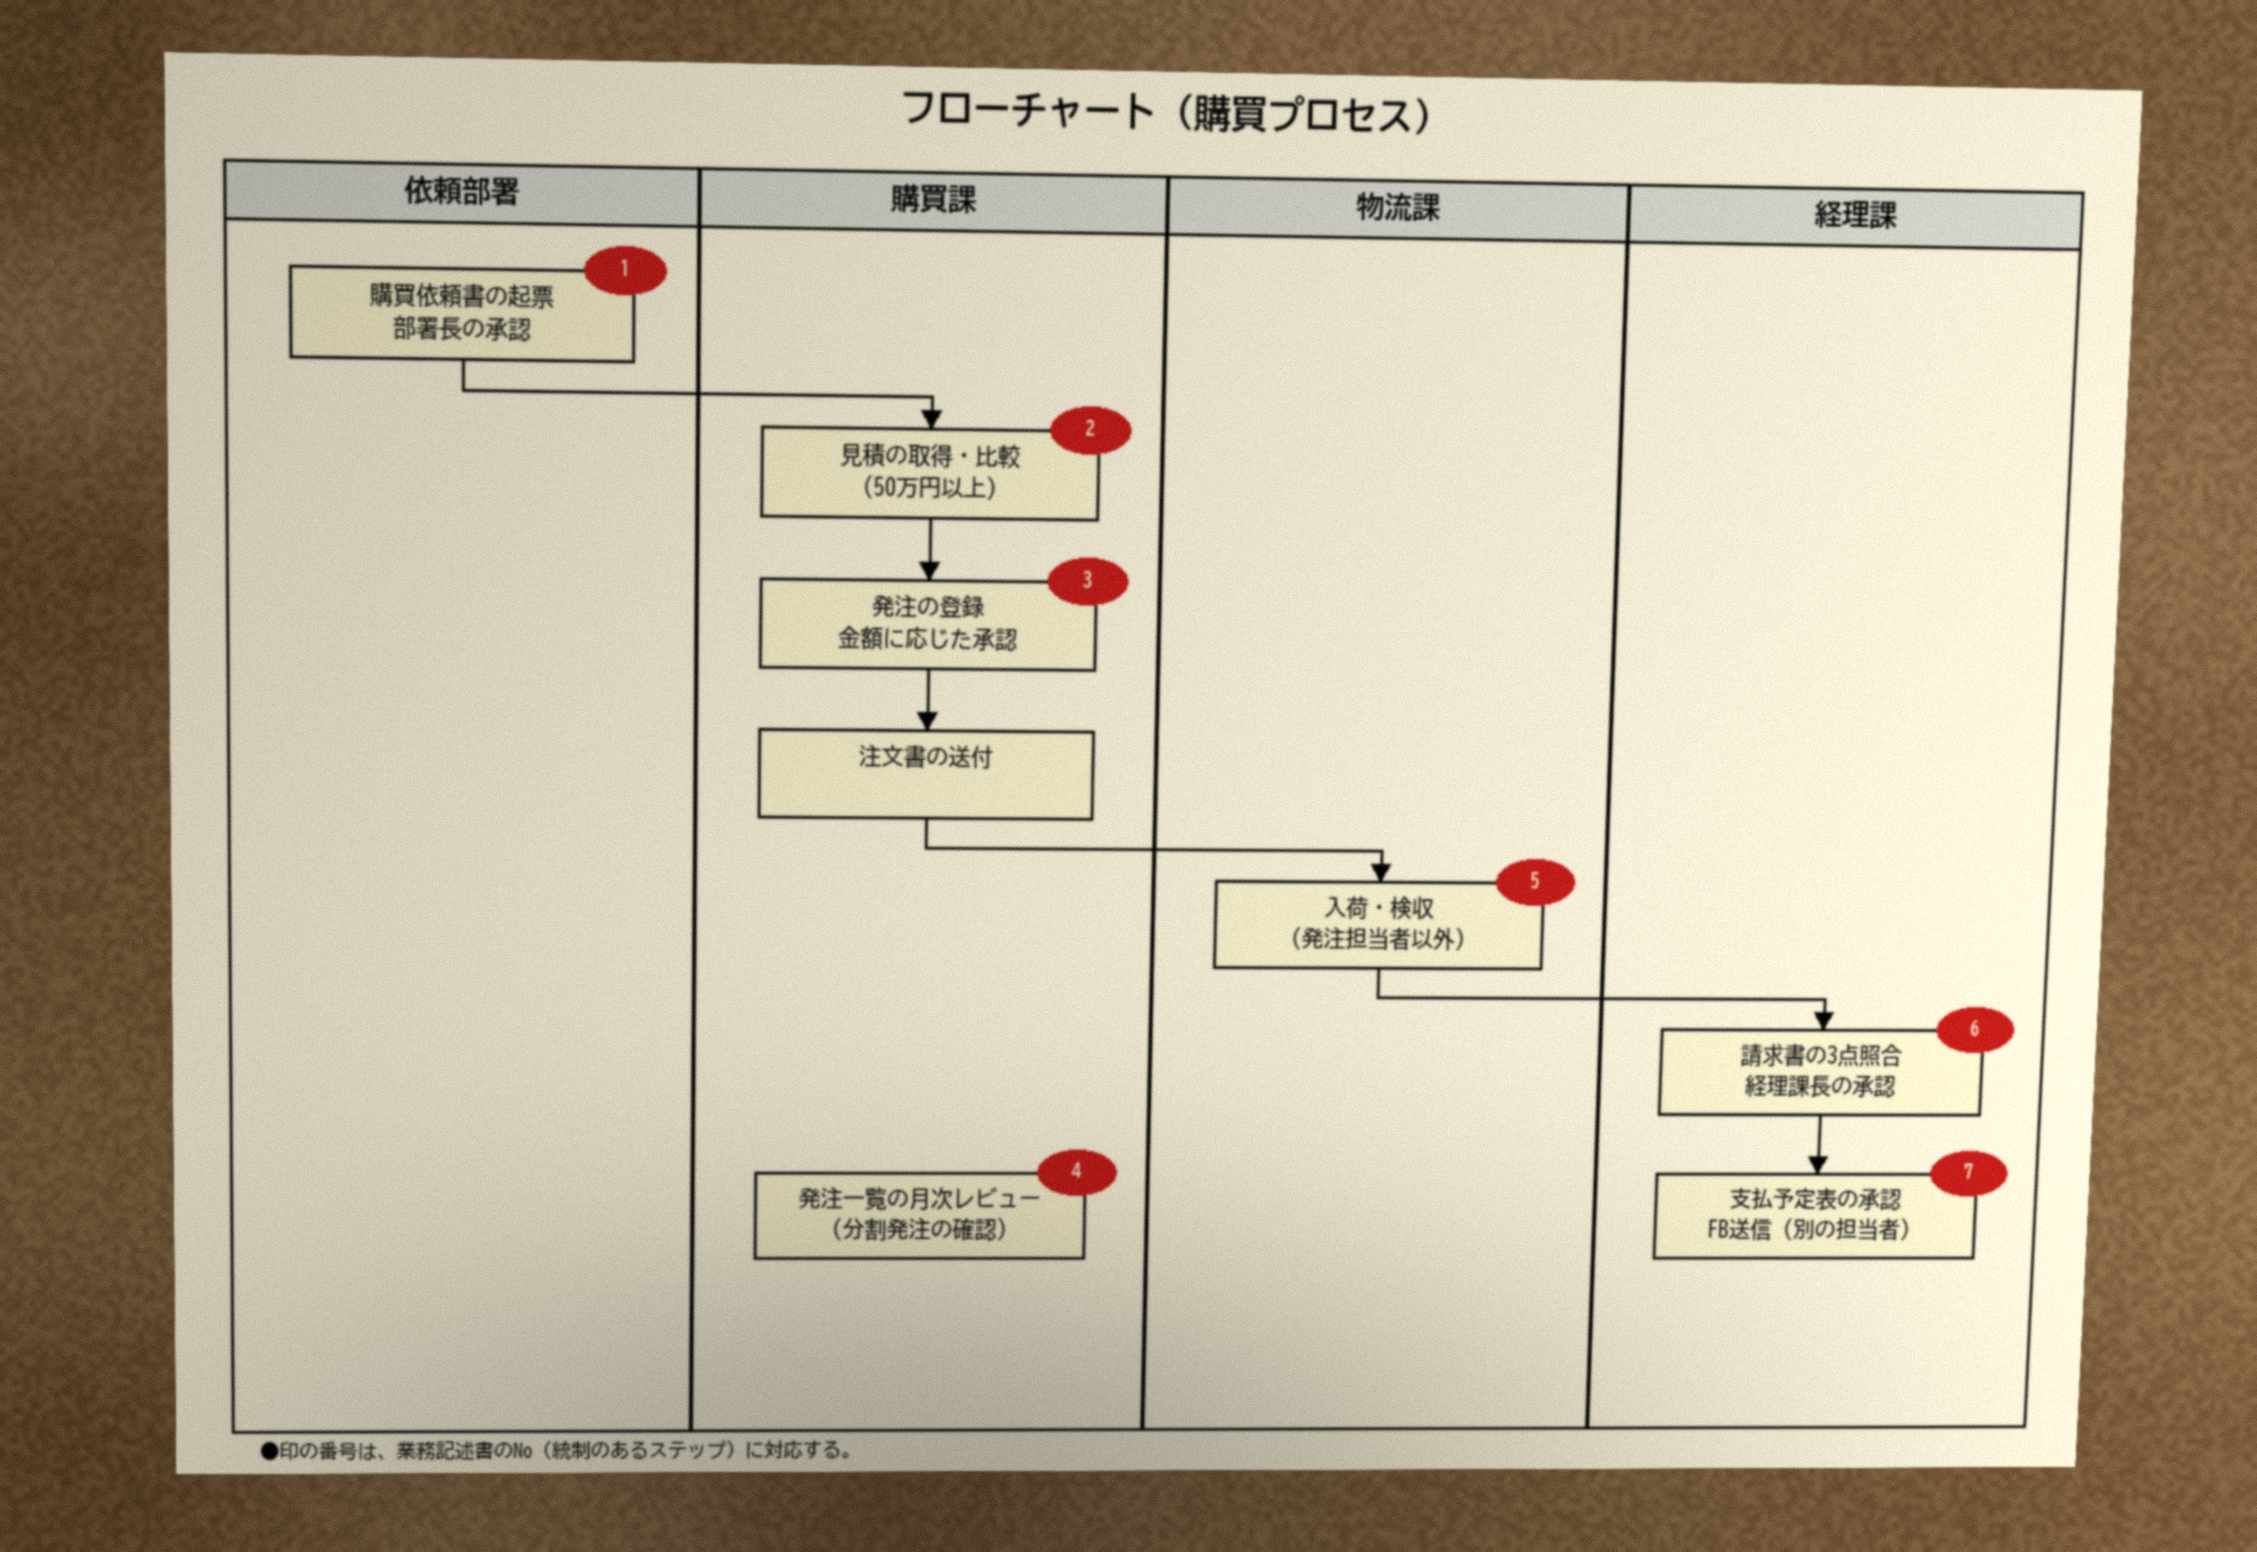 フローチャート（購買プロセス）
依頼部署
購買課
物流課
経理課
1
購買依頼書の起票
部署長の承認
2
見積の取得・比較
（50万円以上）
3
発注の登録
金額に応じた承認
注文書の送付
5
入荷・検収
（発注担当者以外）
6
請求書の3点照合
経理課長の承認
4
発注一覧の月次レビュー
（分割発注の確認）
7
支払予定表の承認
FB送信（別の担当者）
●印の番号は、業務記述書のNo（統制のあるステップ）に対応する。